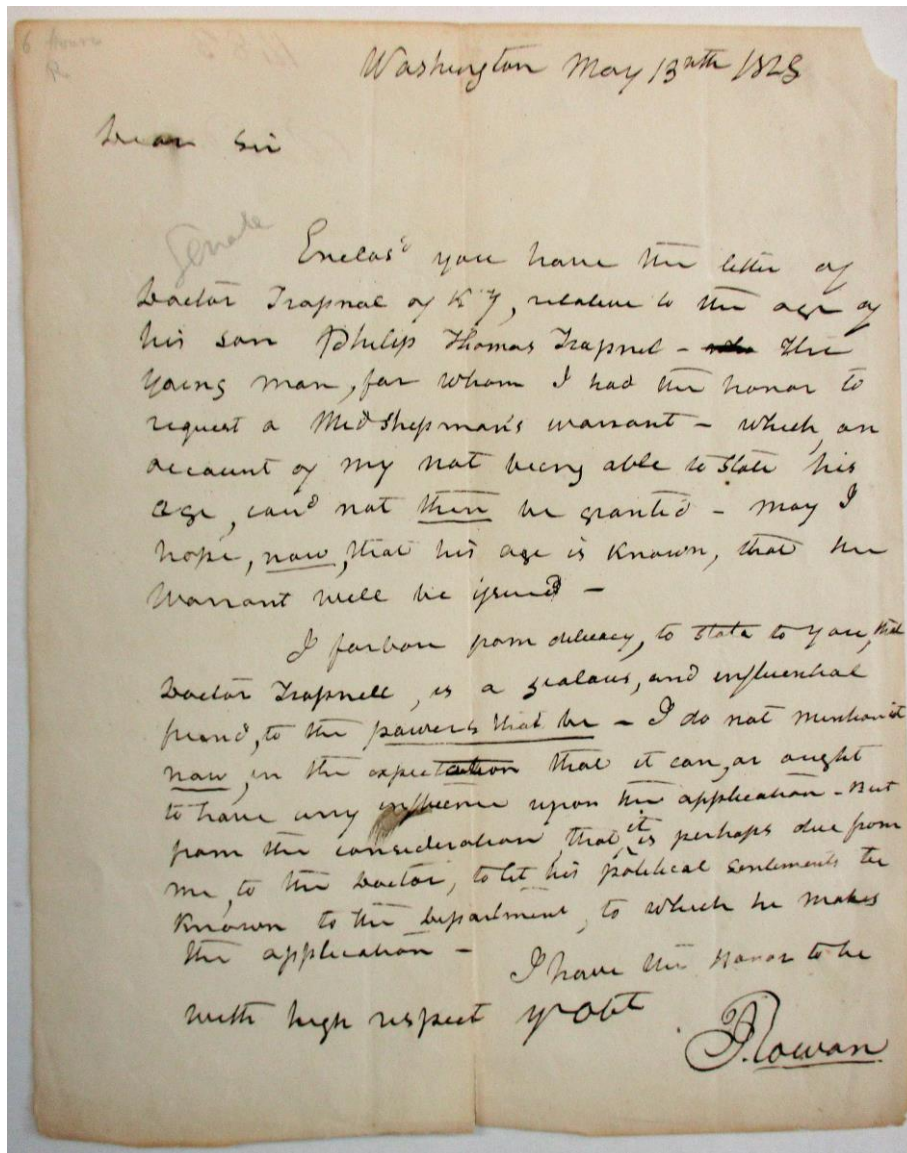 Washington May 13th 1828
Dear Sir
Senate
Enclosd you have the letter of
Doctor Trapnal of KY, relative to the age of
his son Philip Thomas Trapnel - the
young man, for whom I had the honor to
request a Midshipman's warrant - which, on
account of my not being able to state his
age, coud not then be granted - May I
hope, now, that his age is known, that the
Warrant will be issued -
I forbore from delicacy, to state to you, that
Doctor Trapnell, is a zealous, and influential
friend, to the powers that be - I do not mention it
now, in the expectation that it can, or ought
to have any influence upon the application - But
from the consideration, that it is perhaps due from
me, to the Doctor, to let his political sentiments be
known to the Department, to which he makes
the application -
I have the honor to be
with high respect yr obt
J. Rowan